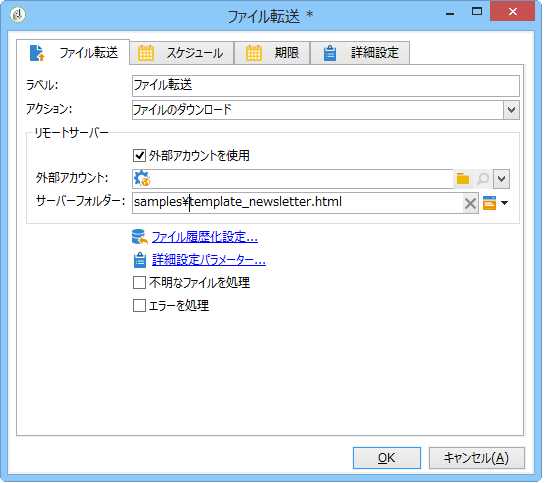 ファイル転送 *
ファイル転送 スケジュール 期限 詳細設定
ラベル: ファイル転送
アクション: ファイルのダウンロード
リモートサーバー
外部アカウントを使用
外部アカウント:
サーバーフォルダー: samples¥template_newsletter.html
ファイル履歴化設定...
詳細設定パラメーター...
不明なファイルを処理
エラーを処理
OK キャンセル(A)